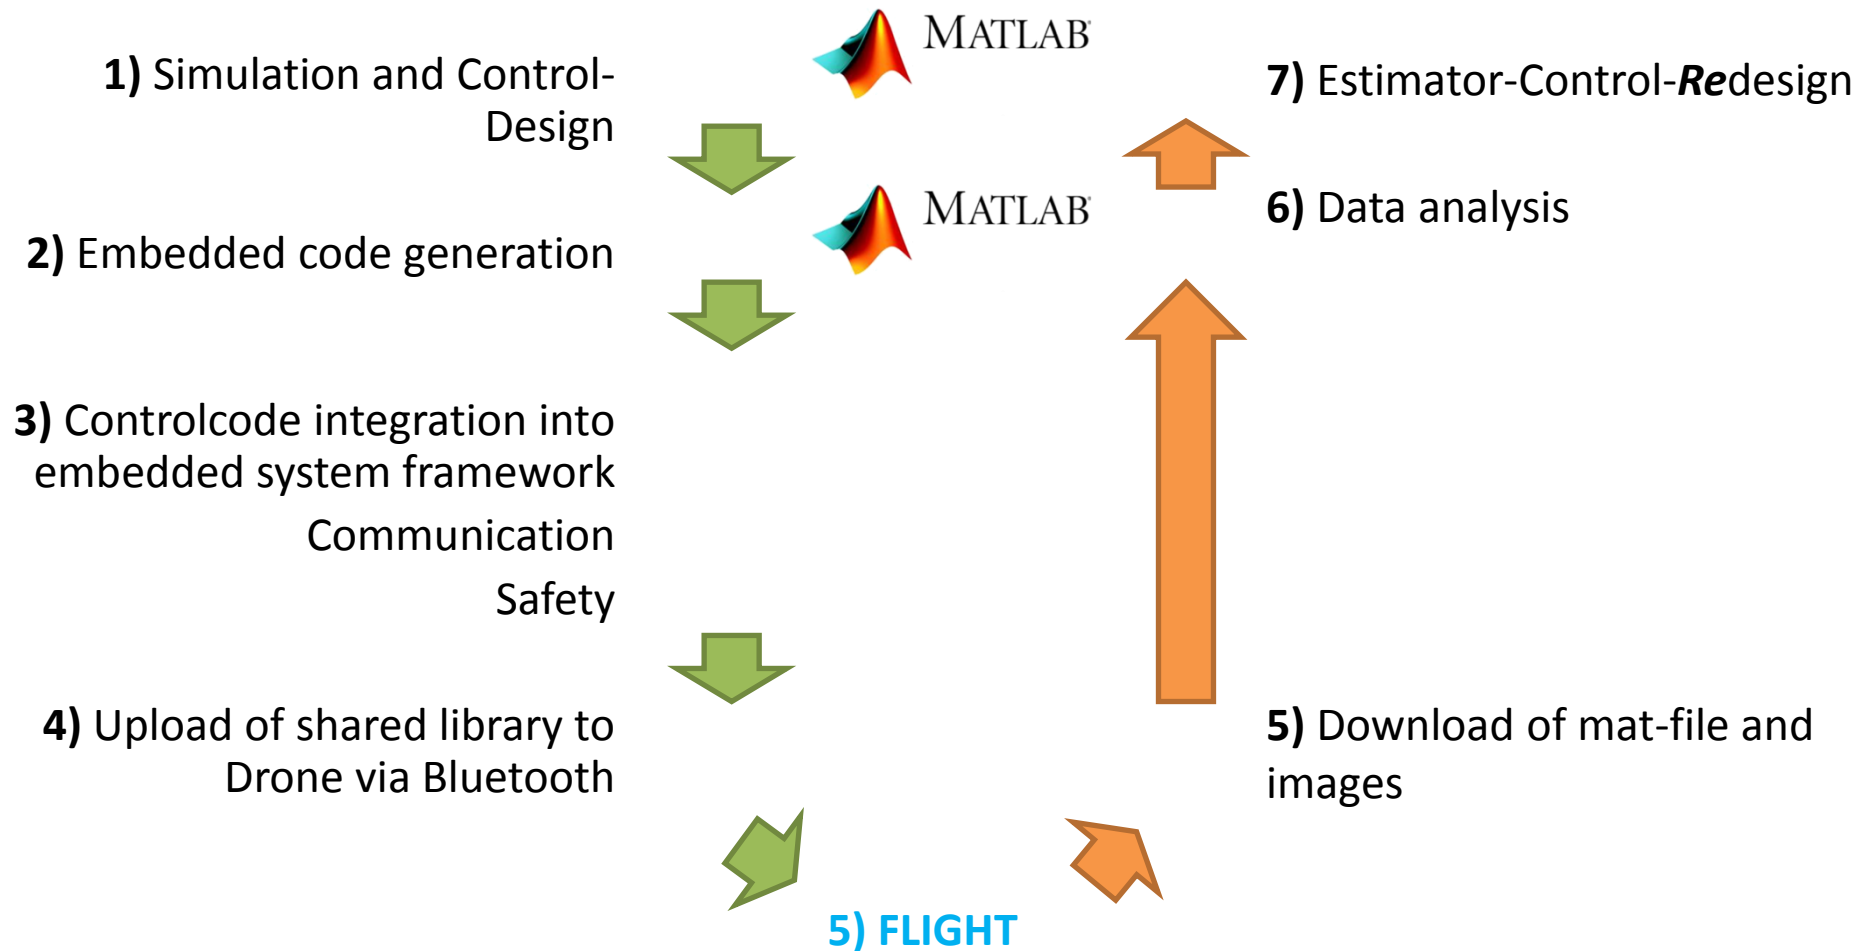 1) Simulation and Control-
Design
2) Embedded code generation
3) Controlcode integration into
embedded system framework
Communication
Safety
4) Upload of shared library to
Drone via Bluetooth
MATLAB
MATLAB
5) FLIGHT
7) Estimator-Control-Redesign
6) Data analysis
5) Download of mat-file and
images